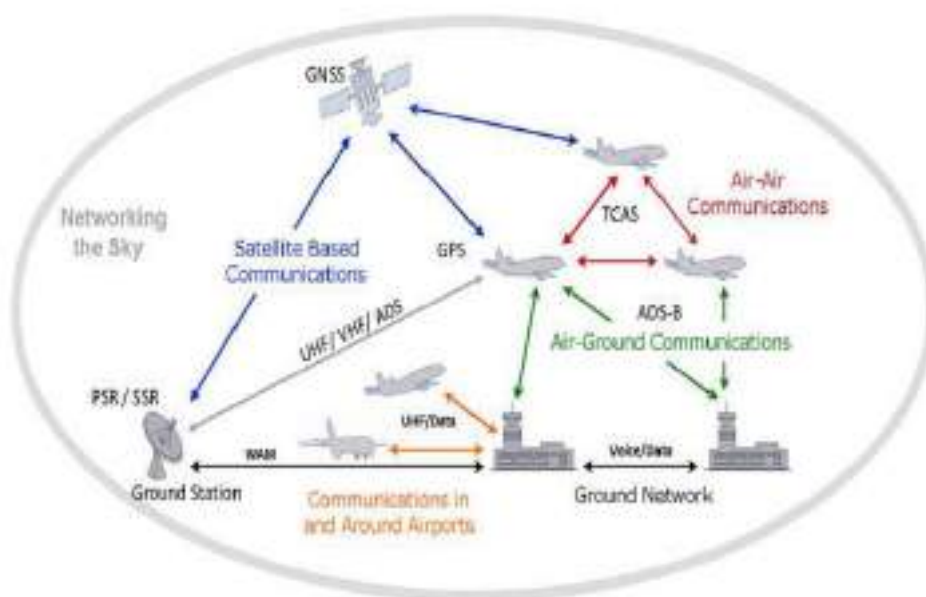 GNSS
Air-Air
Communications
TCAS
Networking
the Sky
Satellite Based
Communications
GPS
UHF/ VHF/ ADS
ADS-B
Air-Ground Communications
PSR / SSR
UHF/Data
WAM
Voice/Data
Ground Station
Communications in
and Around Airports
Ground Network